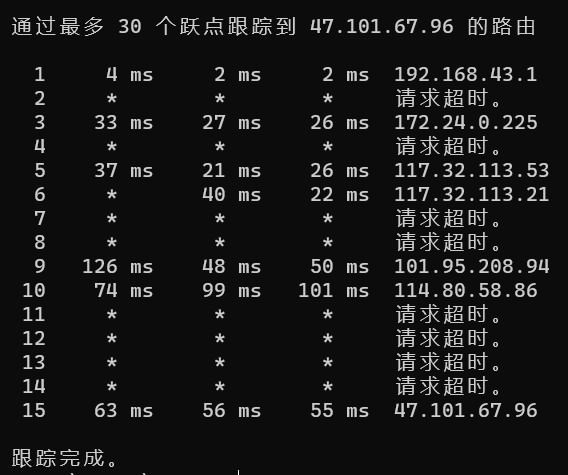 通过最多 30 个跃点跟踪到 47.101.67.96 的路由
1 4 ms 2 ms 2 ms 192.168.43.1
2 * * * 请求超时。
3 33 ms 27 ms 26 ms 172.24.0.225
4 * * * 请求超时。
5 37 ms 21 ms 26 ms 117.32.113.53
6 * 40 ms 22 ms 117.32.113.21
7 * * * 请求超时。
8 * * * 请求超时。
9 126 ms 48 ms 50 ms 101.95.208.94
10 74 ms 99 ms 101 ms 114.80.58.86
11 * * * 请求超时。
12 * * * 请求超时。
13 * * * 请求超时。
14 * * * 请求超时。
15 63 ms 56 ms 55 ms 47.101.67.96
跟踪完成。